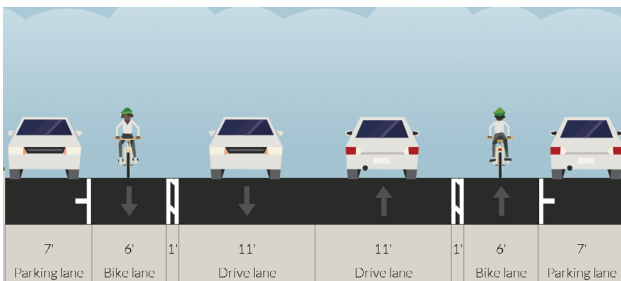 7' 6' 1' 11' 11' 1' 6' 7'
Parking lane Bike lane Drive lane Drive lane Bike lane Parking lane